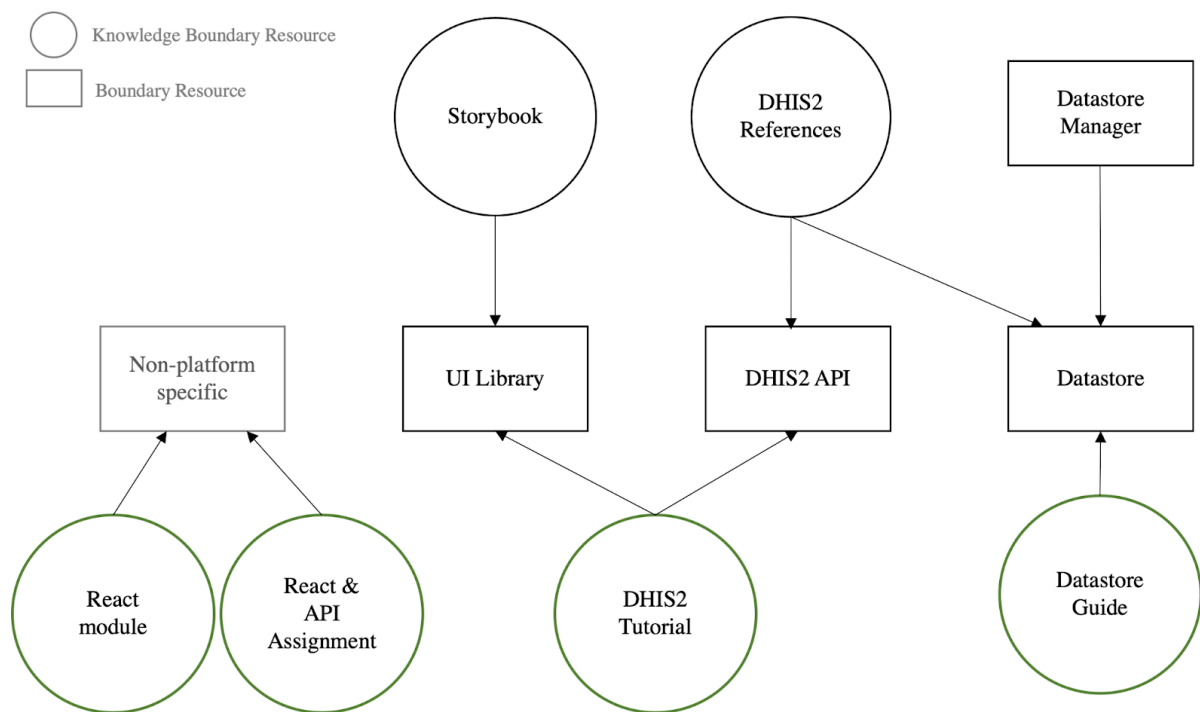 Knowledge Boundary Resource
Boundary Resource
Storybook
DHIS2
References
Datastore
Manager
Non-platform
specific
UI Library
DHIS2 API
Datastore
React
module
React &
API
Assignment
DHIS2
Tutorial
Datastore
Guide